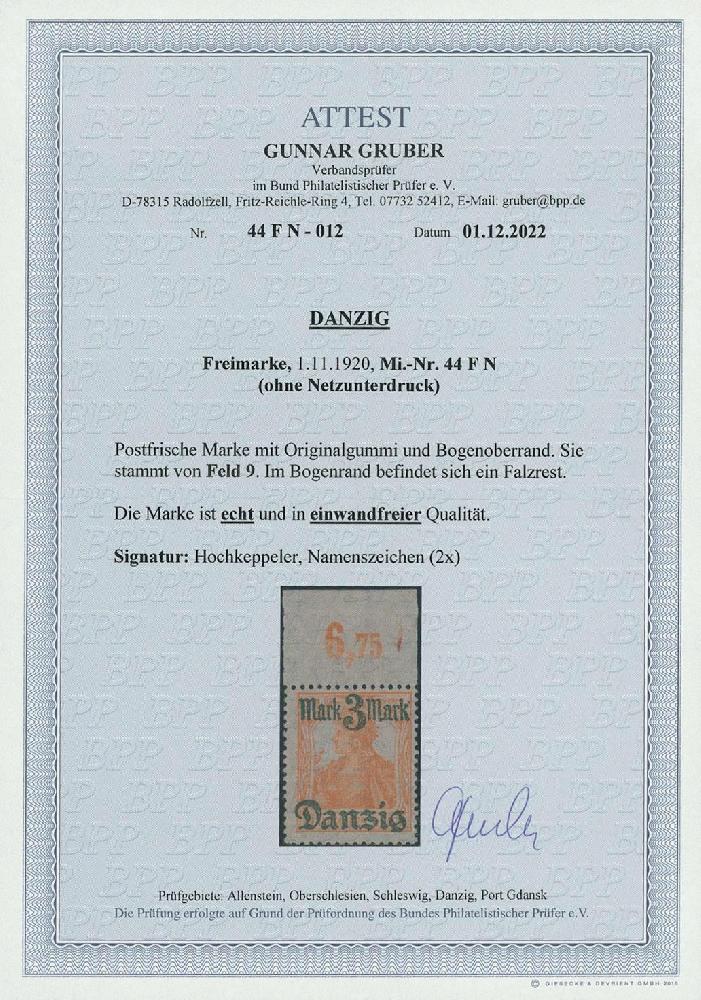 ATTEST
GUNNAR GRUBER
Verbandsprüfer
im Bund Philatelistischer Prüfer e. V.
D-78315 Radolfzell, Fritz-Reichle-Ring 4, Tel. 07732 52412, E-Mail: gruber@bpp.de
Nr. 44 F N - 012 Datum 01.12.2022
DANZIG
Freimarke, 1.11.1920, Mi.-Nr. 44 F N
(ohne Netzunterdruck)
Postfrische Marke mit Originalgummi und Bogenoberrand. Sie
stammt von Feld 9. Im Bogenrand befindet sich ein Falzrest.
Die Marke ist echt und in einwandfreier Qualität.
Signatur: Hochkeppeler, Namenszeichen (2x)
6,75
Mark 3 Mark
Danzig
Prüfgebiete: Allenstein, Oberschlesien, Schleswig, Danzig, Port Gdansk
Die Prüfung erfolgte auf Grund der Prüfordnung des Bundes Philatelistischer Prüfer e.V.
© GIESECKE & DEVRIENT GMBH 2015